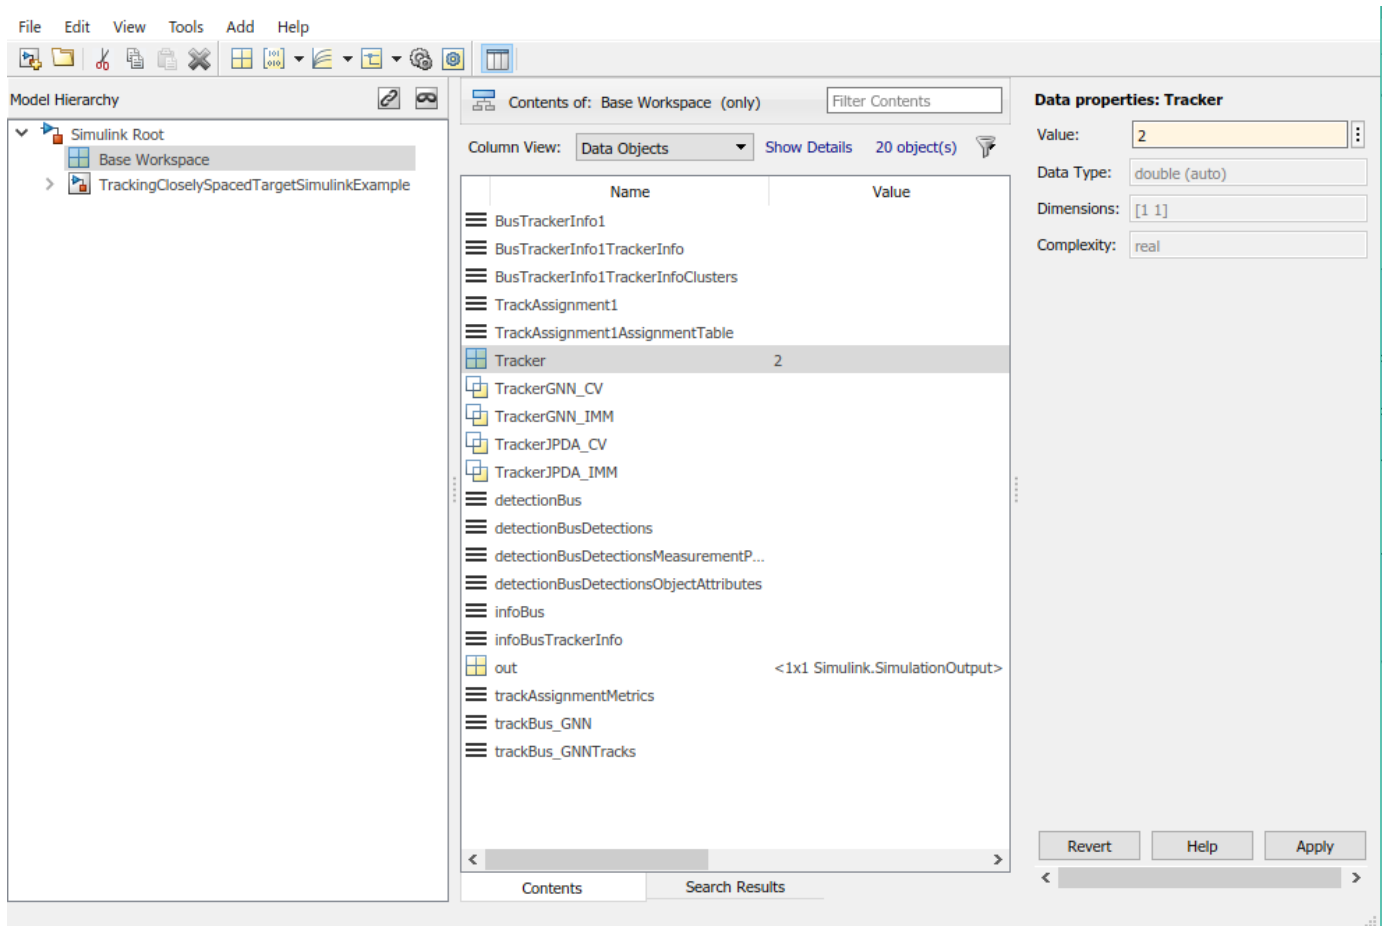 File Edit View Tools Add Help
Model Hierarchy
Simulink Root
Base Workspace
TrackingCloselySpacedTargetSimulinkExample
Contents of: Base Workspace (only)
Filter Contents
Column View: Data Objects Show Details 20 object(s)
Name Value
BusTrackerInfo1
BusTrackerInfo1TrackerInfo
BusTrackerInfo1TrackerInfoClusters
TrackAssignment1
TrackAssignment1AssignmentTable
Tracker 2
TrackerGNN_CV
TrackerGNN_IMM
TrackerJPDA_CV
TrackerJPDA_IMM
detectionBus
detectionBusDetections
detectionBusDetectionsMeasurementP...
detectionBusDetectionsObjectAttributes
infoBus
infoBusTrackerInfo
out <1x1 Simulink.SimulationOutput>
trackAssignmentMetrics
trackBus_GNN
trackBus_GNNTracks
Contents Search Results
Data properties: Tracker
Value: 2
Data Type: double (auto)
Dimensions: [1 1]
Complexity: real
Revert Help Apply